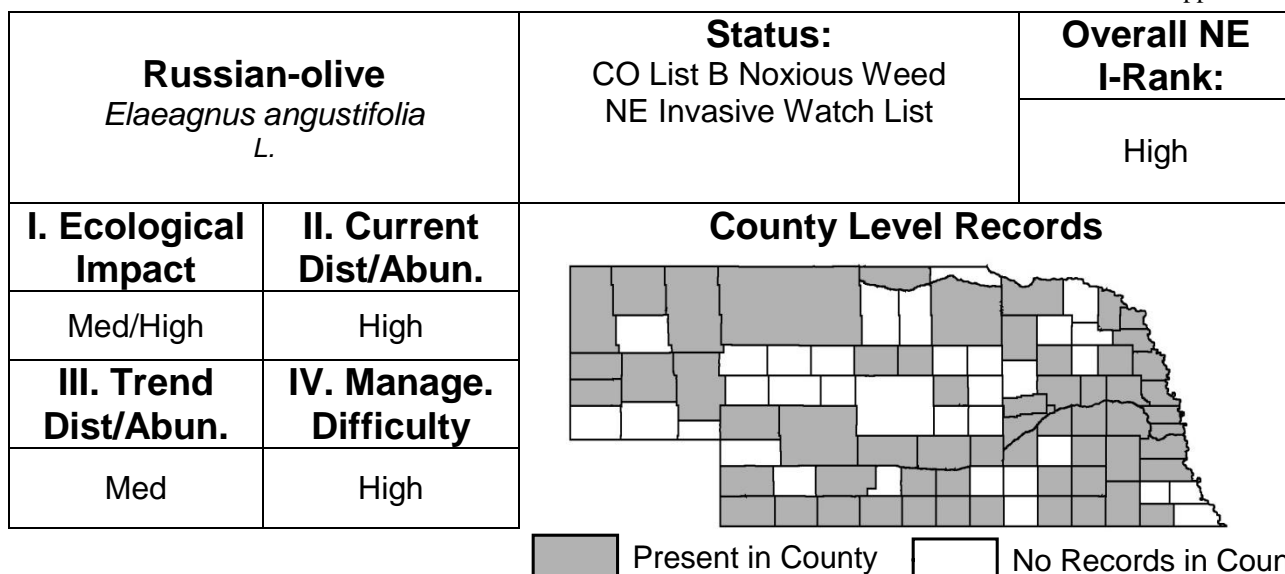 Russian-olive
Elaeagnus angustifolia
L.
Status:
CO List B Noxious Weed
NE Invasive Watch List
Overall NE
I-Rank:
High
I. Ecological
Impact
II. Current
Dist/Abun.
Med/High
High
III. Trend
Dist/Abun.
IV. Manage.
Difficulty
Med
High
County Level Records
Present in County
No Records in